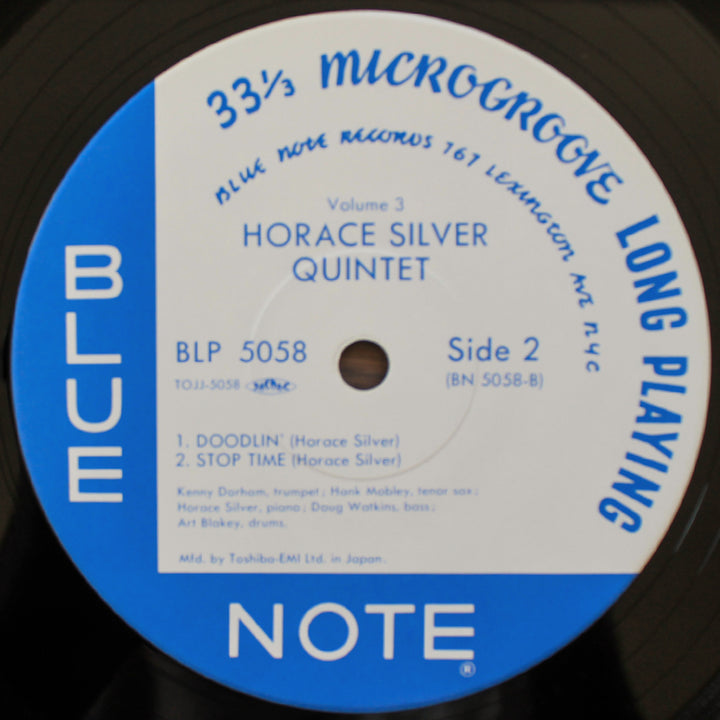 33⅓ MICROGROOVE LONG PLAYING
BLUE NOTE RECORDS 767 LEXINGTON AVE NYC
Volume 3
HORACE SILVER
QUINTET
BLP 5058
Side 2
TOJJ-5058
(BN 5058-B)
1. DOODLIN' (Horace Silver)
2. STOP TIME (Horace Silver)
Kenny Dorham, trumpet; Hank Mobley, tenor sax;
Horace Silver, piano; Doug Watkins, bass;
Art Blakey, drums.
Mfd. by Toshiba-EMI Ltd. in Japan.
BLUE
NOTE®